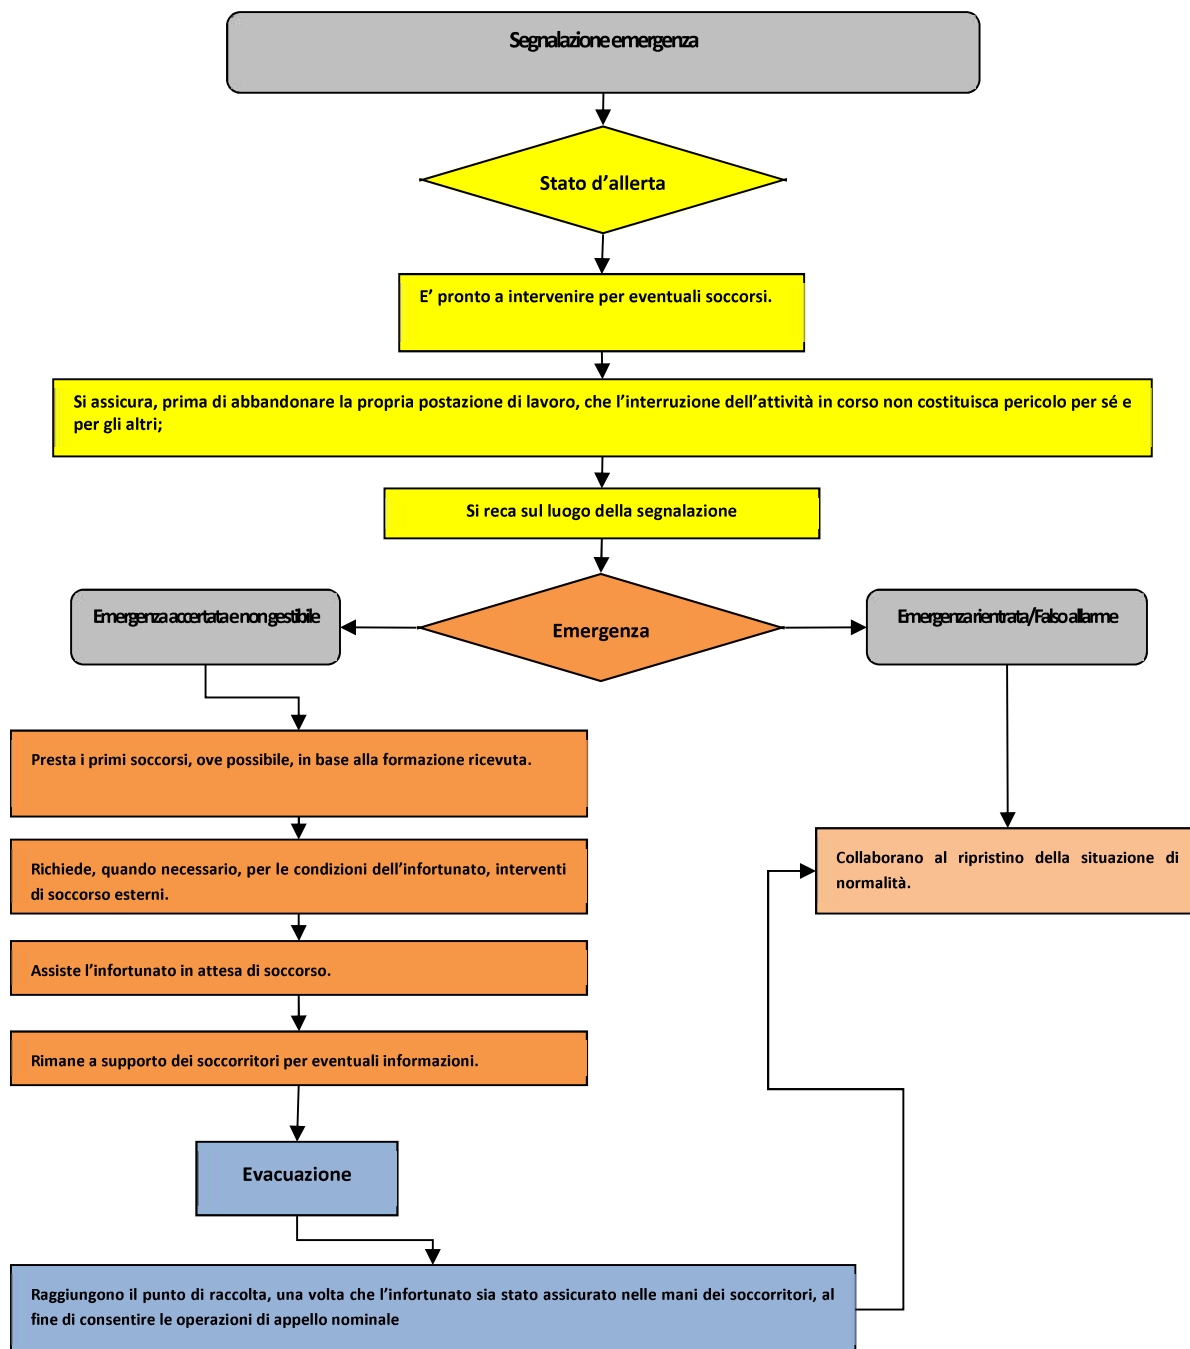 Segnalazione emergenza
Stato d’allerta
E’ pronto a intervenire per eventuali soccorsi.
Si assicura, prima di abbandonare la propria postazione di lavoro, che l’interruzione dell’attività in corso non costituisca pericolo per sé e
per gli altri;
Si reca sul luogo della segnalazione
Emergenza accertata e non gestibile
Emergenza
Emergenza rientrata/Falso allarme
Presta i primi soccorsi, ove possibile, in base alla formazione ricevuta.
Richiede, quando necessario, per le condizioni dell’infortunato, interventi
di soccorso esterni.
Collaborano al ripristino della situazione di
normalità.
Assiste l’infortunato in attesa di soccorso.
Rimane a supporto dei soccorritori per eventuali informazioni.
Evacuazione
Raggiungono il punto di raccolta, una volta che l’infortunato sia stato assicurato nelle mani dei soccorritori, al
fine di consentire le operazioni di appello nominale